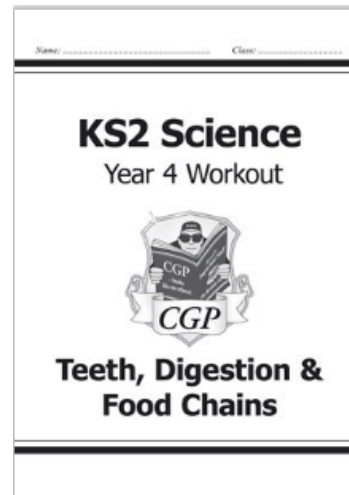 Name: ........................................ Class: ........................
KS2 Science
Year 4 Workout
CGP
CGP
Teeth, Digestion &
Food Chains